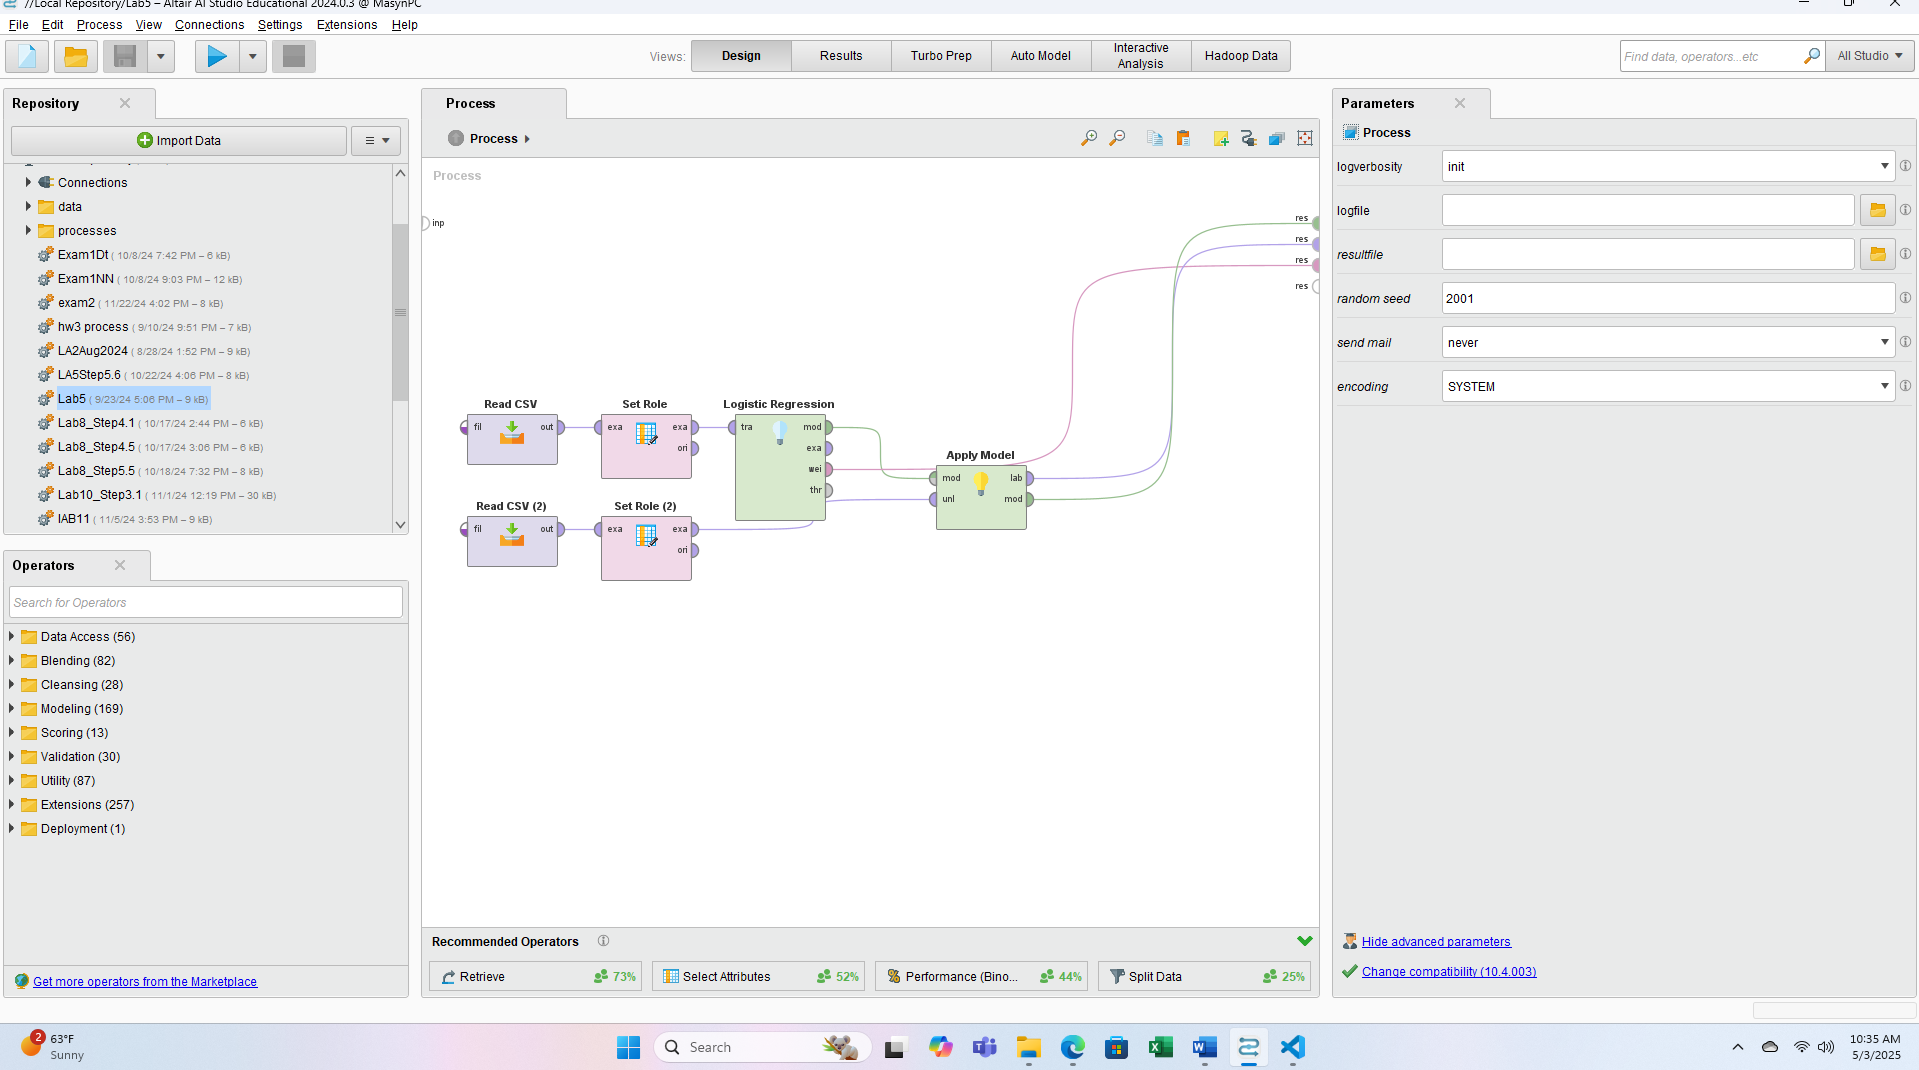 //Local Repository/Lab5 – Altair AI Studio Educational 2024.0.3 @ MasynPC
File Edit Process View Connections Settings Extensions Help
Views: Design Results Turbo Prep Auto Model Interactive Analysis Hadoop Data
Find data, operators...etc
All Studio
Repository
Import Data
Connections
data
processes
Exam1Dt ( 10/8/24 7:42 PM – 6 kB)
Exam1NN ( 10/8/24 9:03 PM – 12 kB)
exam2 ( 11/22/24 4:02 PM – 8 kB)
hw3 process ( 9/10/24 9:51 PM – 7 kB)
LA2Aug2024 ( 8/28/24 1:52 PM – 9 kB)
LA5Step5.6 ( 10/22/24 4:06 PM – 8 kB)
Lab5 ( 9/23/24 5:06 PM – 9 kB)
Lab8_Step4.1 ( 10/17/24 2:44 PM – 6 kB)
Lab8_Step4.5 ( 10/17/24 3:06 PM – 6 kB)
Lab8_Step5.5 ( 10/18/24 7:32 PM – 8 kB)
Lab10_Step3.1 ( 11/1/24 12:19 PM – 30 kB)
lAB11 ( 11/5/24 3:53 PM – 9 kB)
Operators
Search for Operators
Data Access (56)
Blending (82)
Cleansing (28)
Modeling (169)
Scoring (13)
Validation (30)
Utility (87)
Extensions (257)
Deployment (1)
Get more operators from the Marketplace
Process
Process
Process
inp
res
res
res
res
Read CSV
fil out
Set Role
exa exa
ori
Logistic Regression
tra mod
exa
wei
thr
Apply Model
mod lab
unl mod
Read CSV (2)
fil out
Set Role (2)
exa exa
ori
Recommended Operators
Retrieve 73%
Select Attributes 52%
Performance (Bino... 44%
Split Data 25%
Parameters
Process
logverbosity init
logfile
resultfile
random seed 2001
send mail never
encoding SYSTEM
Hide advanced parameters
Change compatibility (10.4.003)
2
63°F
Sunny
Search
10:35 AM
5/3/2025